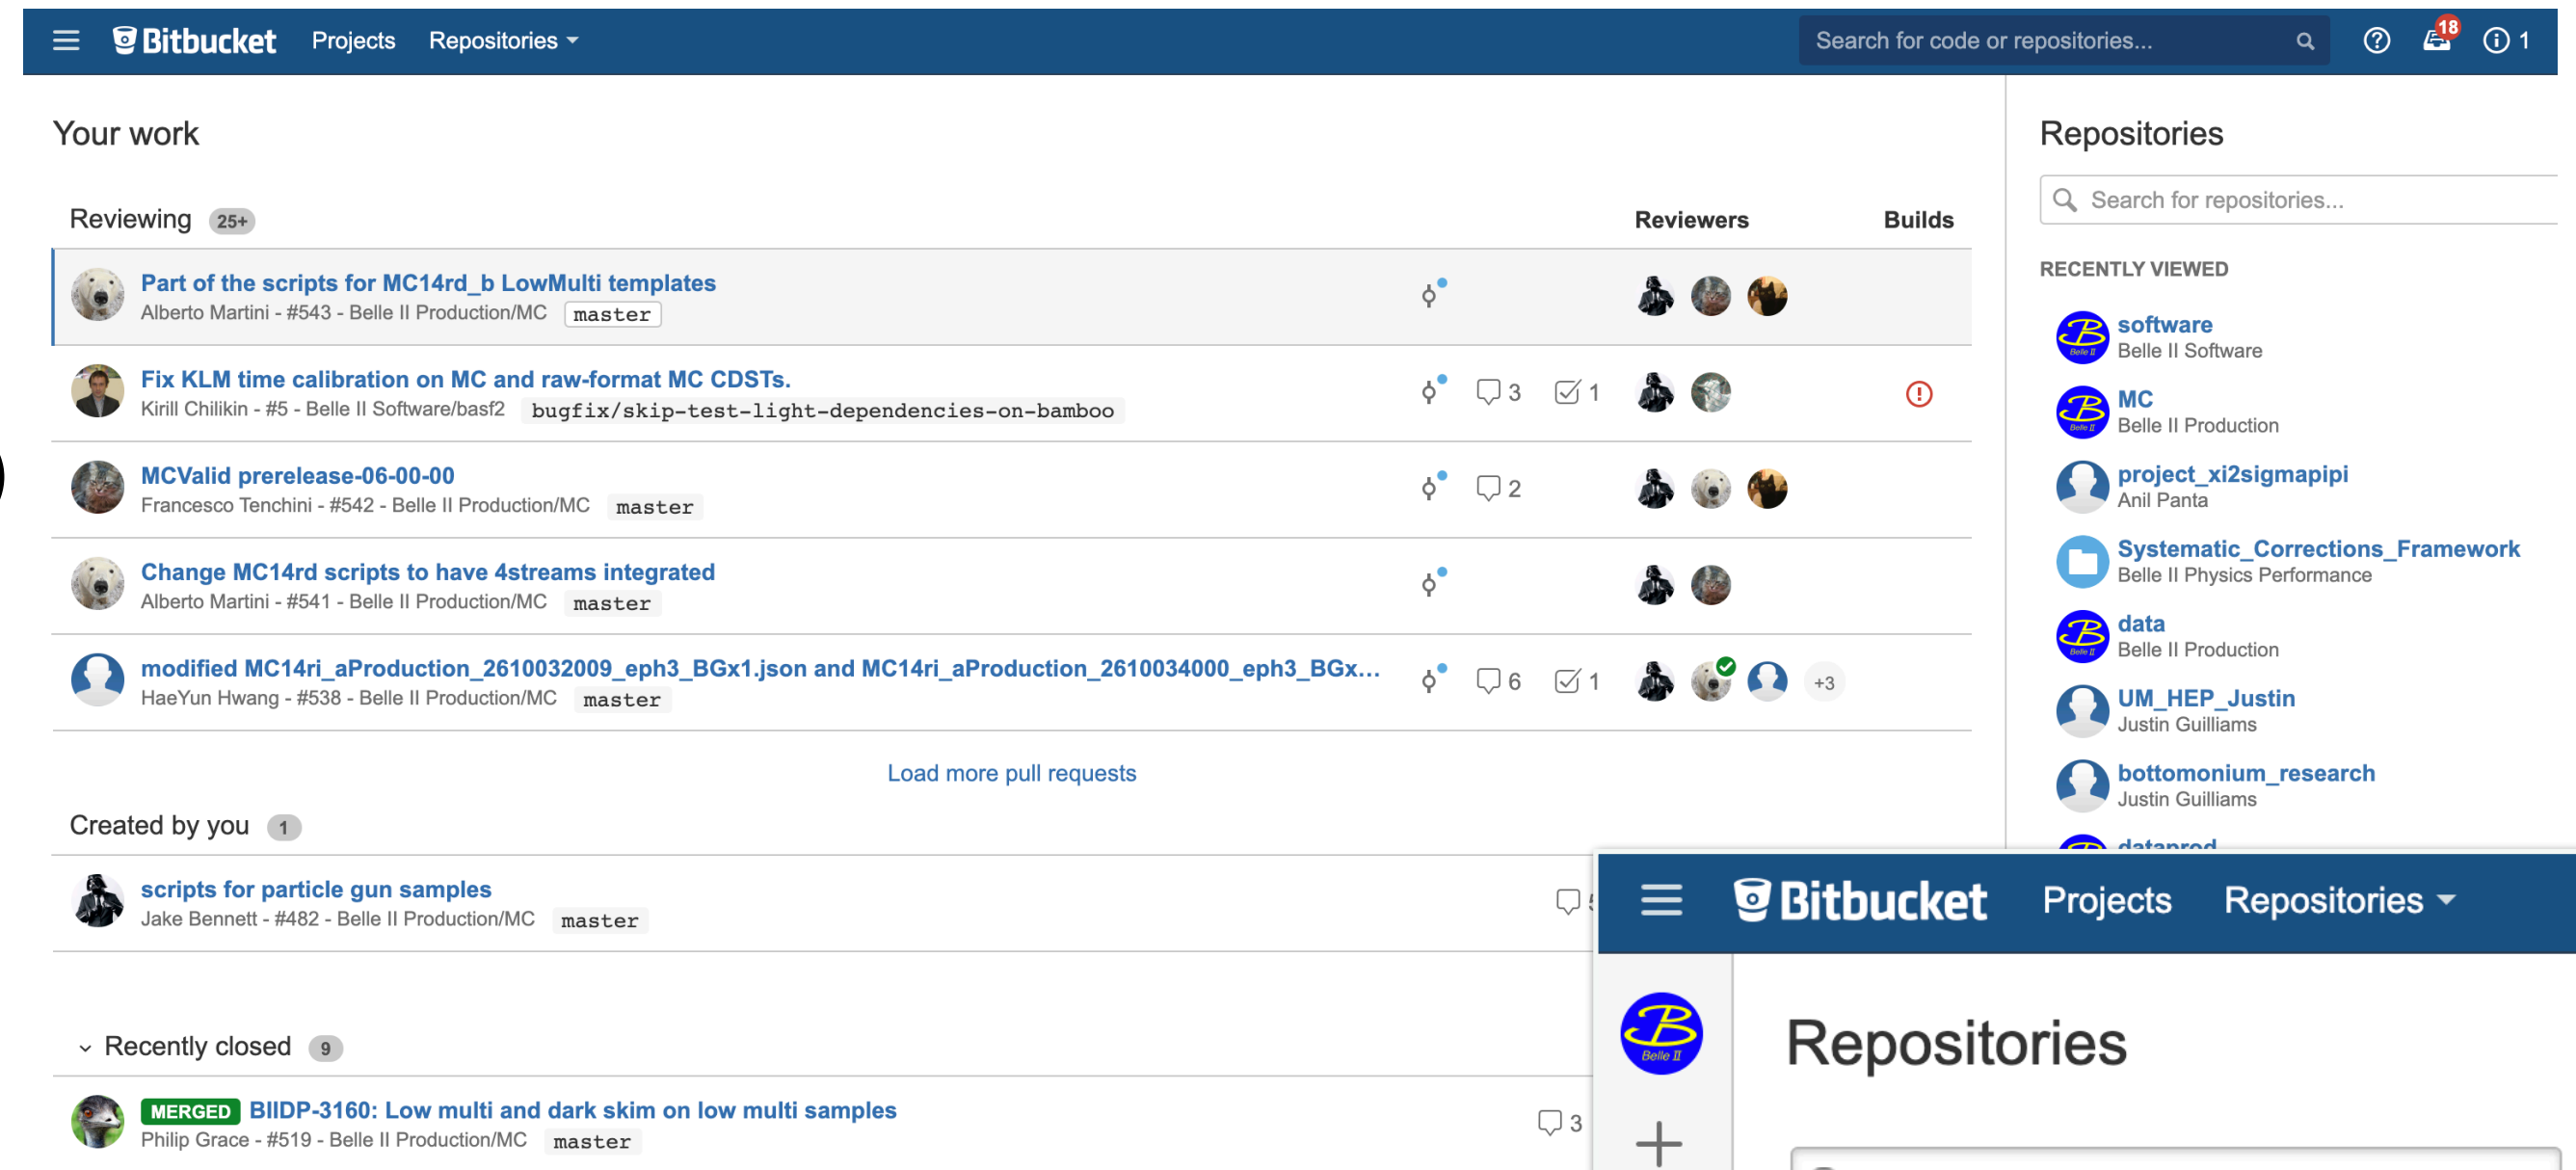 Bitbucket Projects Repositories Search for code or repositories... 18 1
Your work
Reviewing 25+ Reviewers Builds
Part of the scripts for MC14rd_b LowMulti templates
Alberto Martini - #543 - Belle II Production/MC master
Fix KLM time calibration on MC and raw-format MC CDSTs. 3 1
Kirill Chilikin - #5 - Belle II Software/basf2 bugfix/skip-test-light-dependencies-on-bamboo
MCValid prerelease-06-00-00 2
Francesco Tenchini - #542 - Belle II Production/MC master
Change MC14rd scripts to have 4streams integrated
Alberto Martini - #541 - Belle II Production/MC master
modified MC14ri_aProduction_2610032009_eph3_BGx1.json and MC14ri_aProduction_2610034000_eph3_BGx... 6 1 +3
HaeYun Hwang - #538 - Belle II Production/MC master
Load more pull requests
Created by you 1
scripts for particle gun samples
Jake Bennett - #482 - Belle II Production/MC master
Recently closed 9
MERGED BIIDP-3160: Low multi and dark skim on low multi samples 3
Philip Grace - #519 - Belle II Production/MC master
Repositories
Search for repositories...
RECENTLY VIEWED
Belle II
software
Belle II Software
Belle II
MC
Belle II Production
project_xi2sigmapipi
Anil Panta
Systematic_Corrections_Framework
Belle II Physics Performance
Belle II
data
Belle II Production
UM_HEP_Justin
Justin Guilliams
bottomonium_research
Justin Guilliams
dataprod
Bitbucket Projects Repositories
Belle II
Repositories